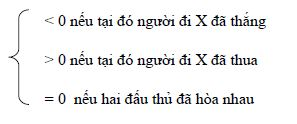 < 0 nếu tại đó người đi X đã thắng
> 0 nếu tại đó người đi X đã thua
= 0 nếu hai đấu thủ đã hòa nhau